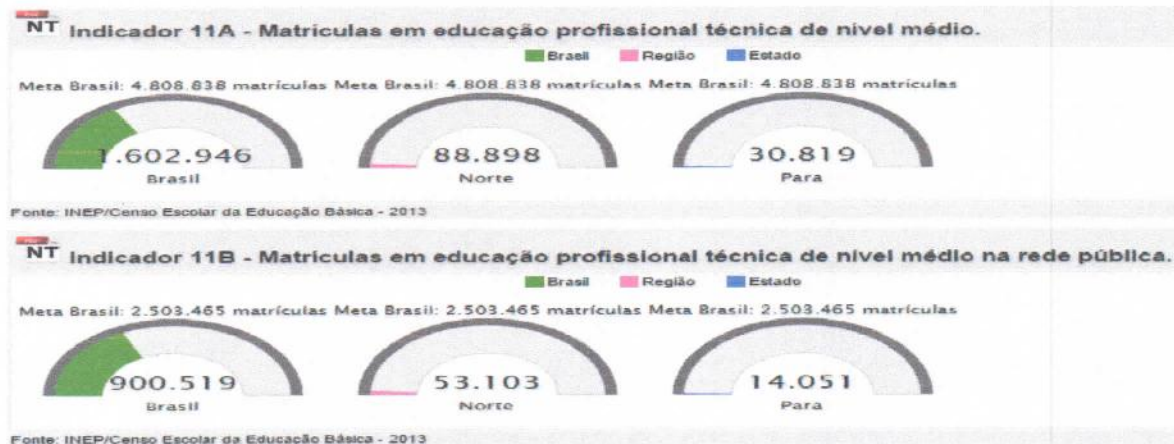 NT Indicador 11A - Matriculas em educação profissional técnica de nivel médio.
Brasil Região Estado
Meta Brasil: 4.808.838 matrículas Meta Brasil: 4.808.838 matrículas Meta Brasil: 4.808.838 matrículas
1.602.946 88.898 30.819
Brasil Norte Para
Fonte: INEP/Censo Escolar da Educação Básica - 2013
NT Indicador 11B - Matriculas em educação profissional técnica de nivel médio na rede pública.
Brasil Região Estado
Meta Brasil: 2.503.465 matrículas Meta Brasil: 2.503.465 matrículas Meta Brasil: 2.503.465 matrículas
900.519 53.103 14.051
Brasil Norte Para
Fonte: INEP/Censo Escolar da Educação Básica - 2013